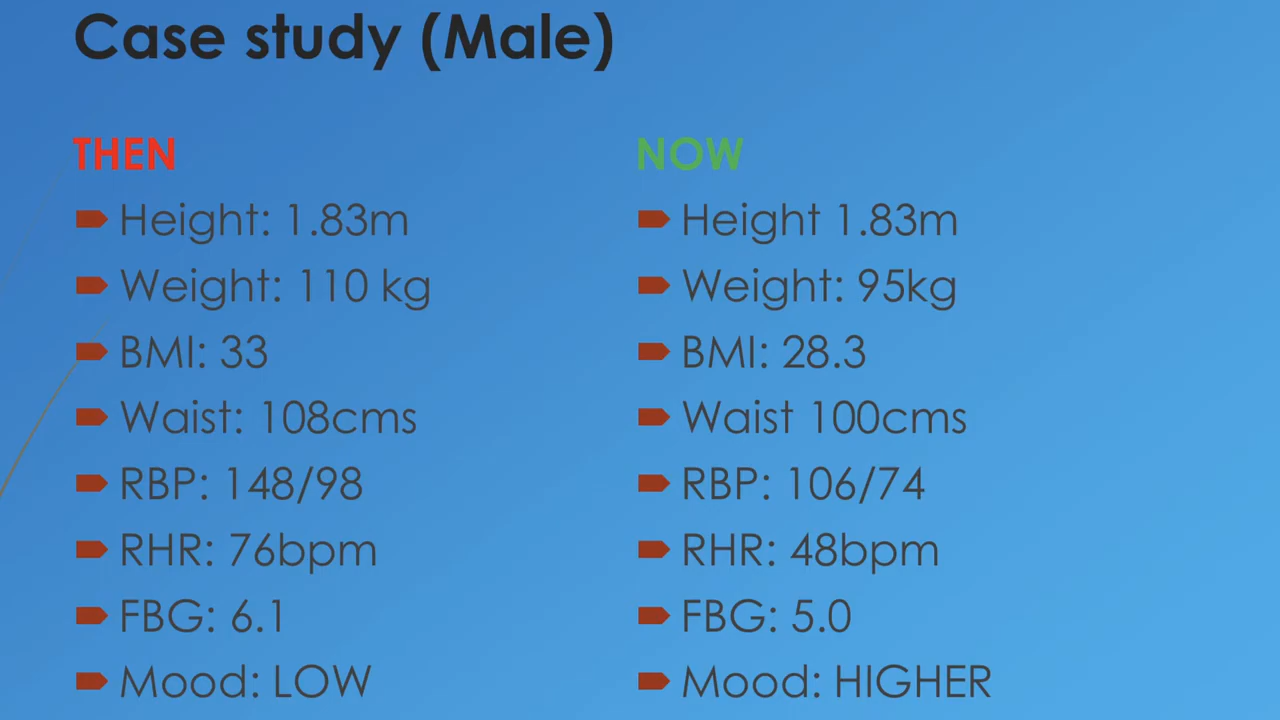 Case study (Male)
THEN
Height: 1.83m
Weight: 110 kg
BMI: 33
Waist: 108cms
RBP: 148/98
RHR: 76bpm
FBG: 6.1
Mood: LOW
NOW
Height 1.83m
Weight: 95kg
BMI: 28.3
Waist 100cms
RBP: 106/74
RHR: 48bpm
FBG: 5.0
Mood: HIGHER